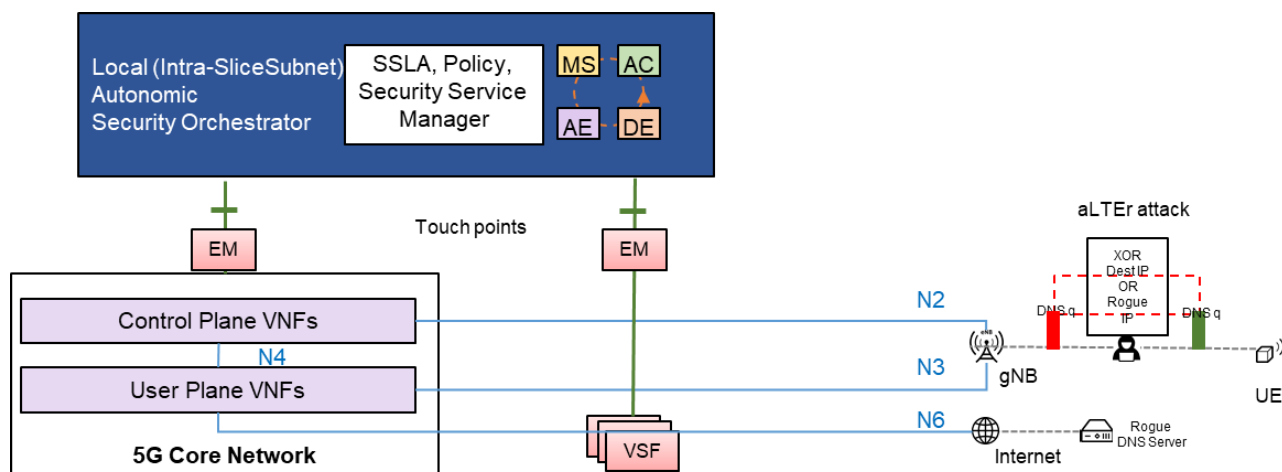 Local (Intra-SliceSubnet)
Autonomic
Security Orchestrator
SSLA, Policy,
Security Service
Manager
MS
AC
AE
DE
Touch points
EM
EM
aLTEr attack
XOR
Dest IP
OR
Rogue
IP
DNS q
DNS q
Control Plane VNFs
N4
User Plane VNFs
5G Core Network
N2
N3
N6
eNB
gNB
UE
VSF
Internet
Rogue
DNS Server